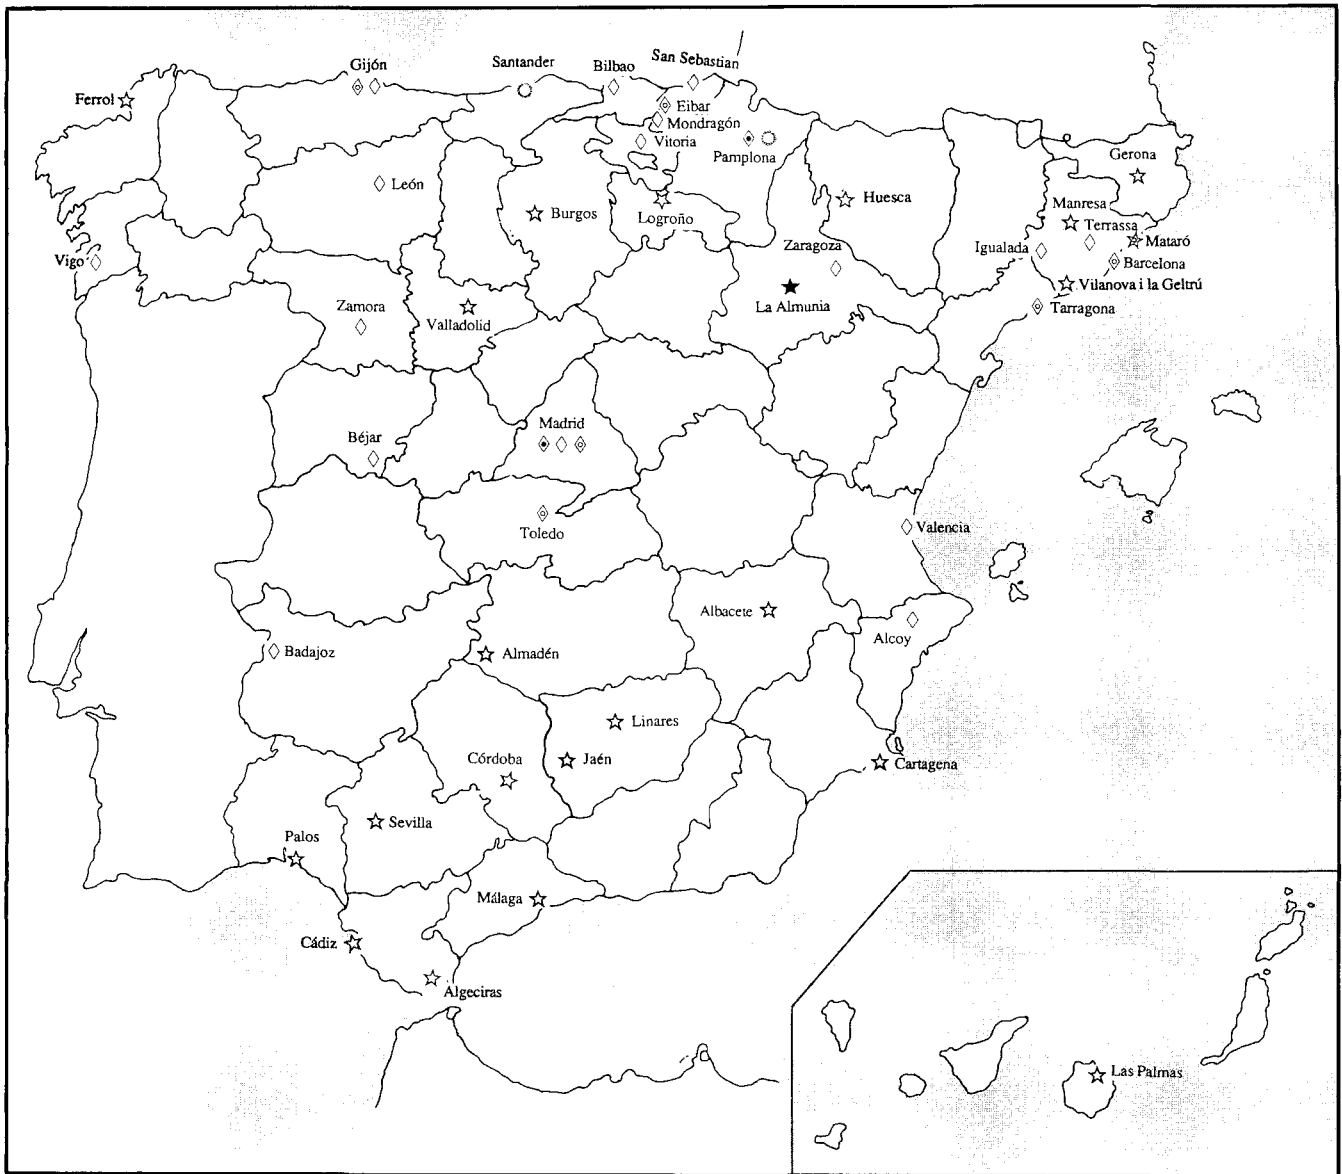 San Sebastian
Gijón
Santander
Bilbao
Ferrol
Eibar
Mondragón
Vitoria
Pamplona
Gerona
León
Huesca
Manresa
Burgos
Logroño
Terrassa
Zaragoza
Igualada
Mataró
Vigo
Barcelona
Vilanova i la Geltrú
Zamora
La Almunia
Tarragona
Valladolid
Madrid
Béjar
Toledo
Valencia
Albacete
Alcoy
Badajoz
Almadén
Linares
Córdoba
Jaén
Cartagena
Sevilla
Palos
Málaga
Cádiz
Algeciras
Las Palmas